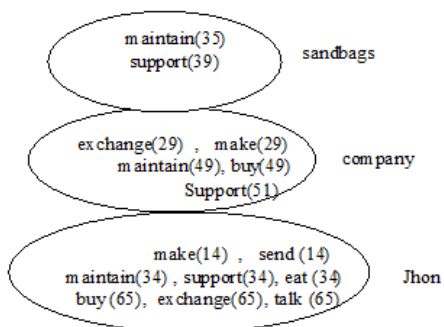 maintain(35)
support(39)
sandbags
exchange(29) , make(29)
maintain(49), buy(49)
Support(51)
company
make(14) , send (14)
maintain(34) , support(34), eat (34)
buy (65), exchange(65), talk (65)
Jhon